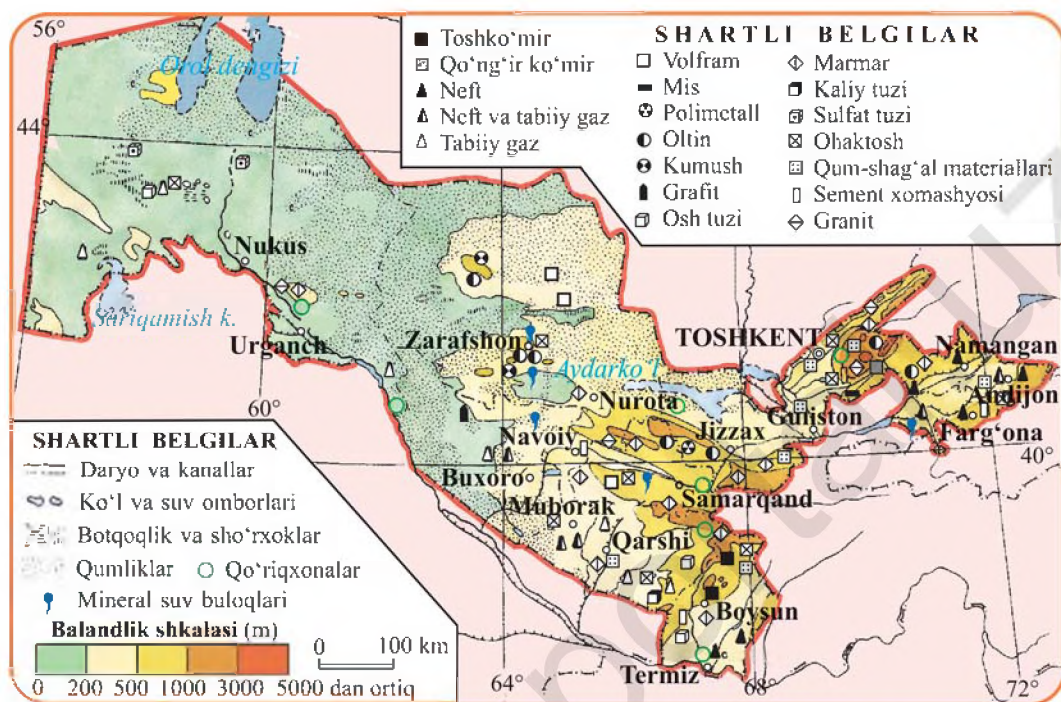 56°
44°
Orol dengizi
Toshko‘mir
Qo‘ng‘ir ko‘mir
Neft
Neft va tabiiy gaz
Tabiiy gaz
SHARTLI BELGILAR
Volfram
Mis
Polimetall
Oltin
Kumush
Grafit
Osh tuzi
Marmar
Kaliy tuzi
Sulfat tuzi
Ohaktosh
Qum-shag‘al materiallari
Sement xomashyosi
Granit
Nukus
Sariqamish k.
Urganch
60°
Zarafshon
Aydarko‘l
TOSHKENT
Namangan
Andijon
Nurota
Guliston
Jizzax
Farg‘ona
40°
Navoiy
Buxoro
Samarqand
Muborak
Qarshi
Boysun
Termiz
64°
68°
72°
SHARTLI BELGILAR
Daryo va kanallar
Ko‘l va suv omborlari
Botqoqlik va sho‘rxoklar
Qumliklar
Qo‘riqxonalar
Mineral suv buloqlari
Balandlik shkalasi (m)
0 100 km
0 200 500 1000 3000 5000 dan ortiq